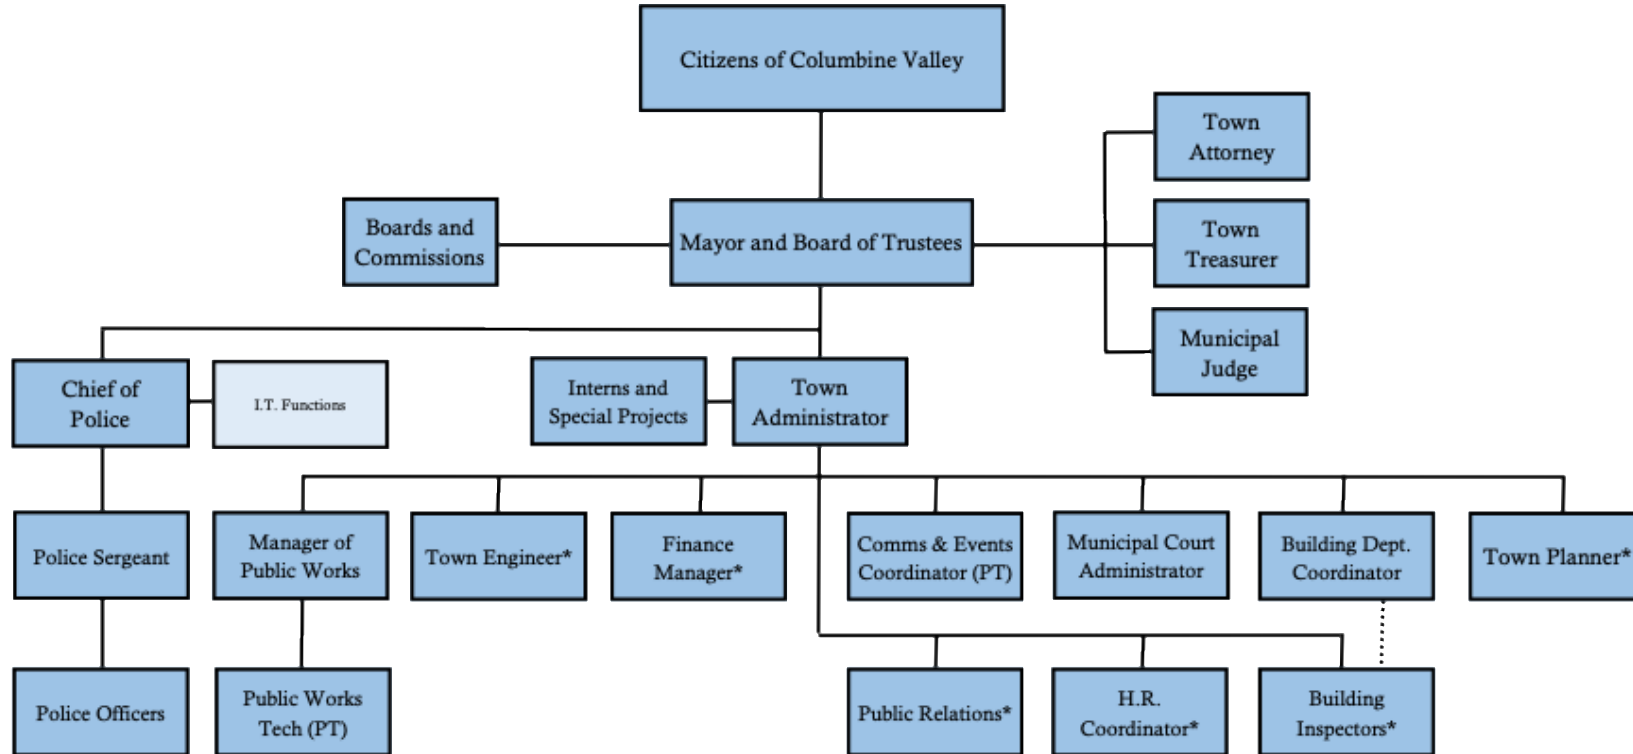 Citizens of Columbine Valley
Town
Attorney
Boards and
Commissions
Mayor and Board of Trustees
Town
Treasurer
Municipal
Judge
Chief of
Police
I.T. Functions
Interns and
Special Projects
Town
Administrator
Police Sergeant
Manager of
Public Works
Town Engineer*
Finance
Manager*
Comms & Events
Coordinator (PT)
Municipal Court
Administrator
Building Dept.
Coordinator
Town Planner*
Police Officers
Public Works
Tech (PT)
Public Relations*
H.R.
Coordinator*
Building
Inspectors*